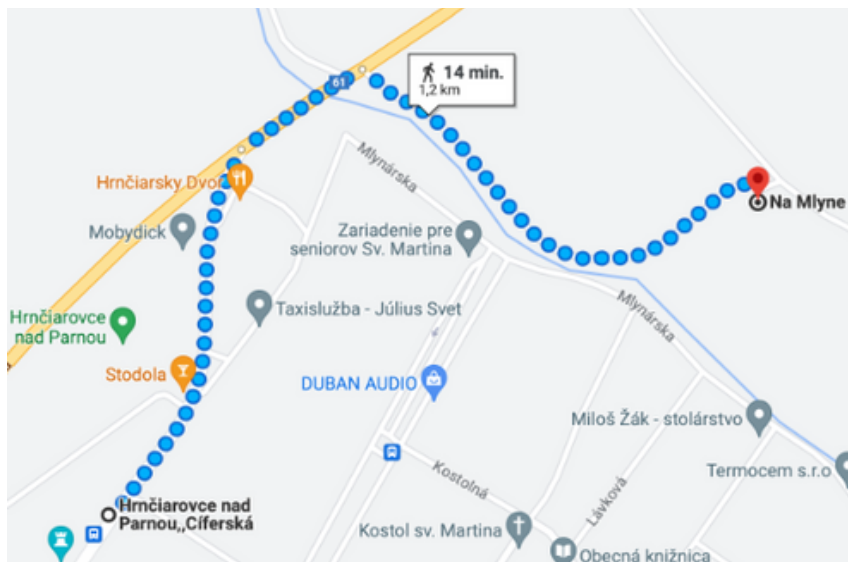 61
14 min.
1,2 km
Mlynárska
Hrnčiarsky Dvor
Na Mlyne
Mobydick
Zariadenie pre
seniorov Sv. Martina
Taxislužba - Július Svet
Mlynárska
Hrnčiarovce
nad Parnou
Stodola
DUBAN AUDIO
Miloš Žák - stolárstvo
Kostolná
Termocem s.r.o
Lávková
Hrnčiarovce nad
Parnou,,Cíferská
Kostol sv. Martina
Obecná knižnica